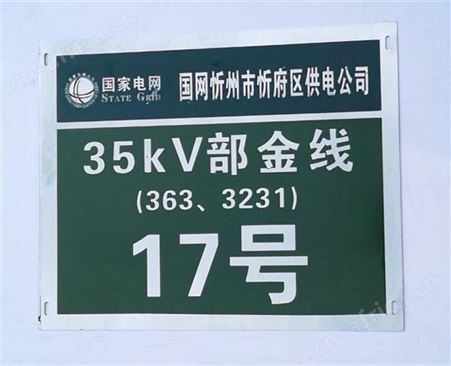 国家电网
STATE GRID
国网忻州市忻府区供电公司
35kV部金线
(363、3231)
17号